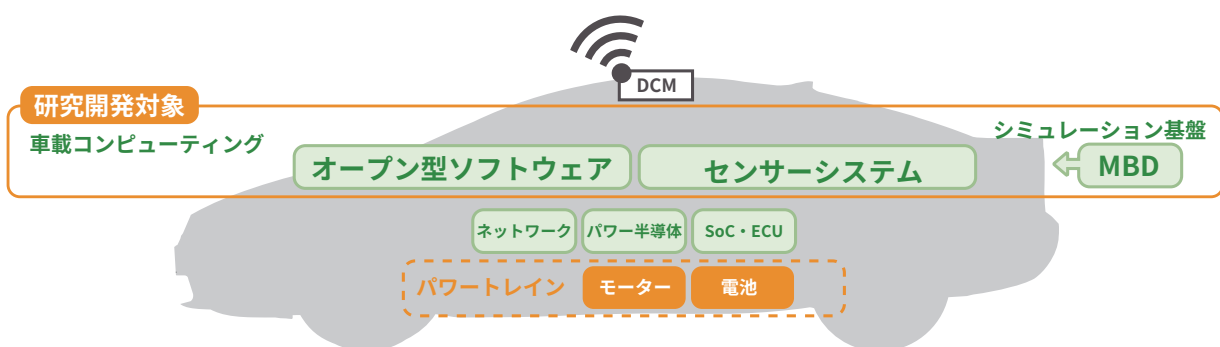 DCM
研究開発対象
車載コンピューティング
シミュレーション基盤
オープン型ソフトウェア
センサーシステム
MBD
ネットワーク
パワー半導体
SoC・ECU
パワートレイン
モーター
電池